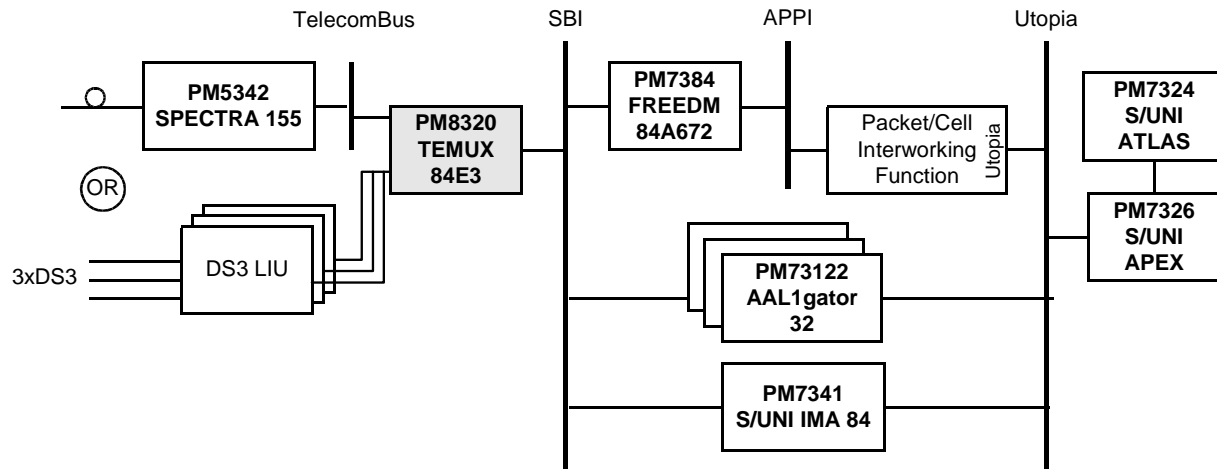 TelecomBus
SBI
APPI
Utopia
PM5342
SPECTRA 155
PM8320
TEMUX
84E3
PM7384
FREEDM
84A672
Packet/Cell
Interworking
Function
Utopia
PM7324
S/UNI
ATLAS
PM7326
S/UNI
APEX
OR
3xDS3
DS3 LIU
PM73122
AAL1gator
32
PM7341
S/UNI IMA 84